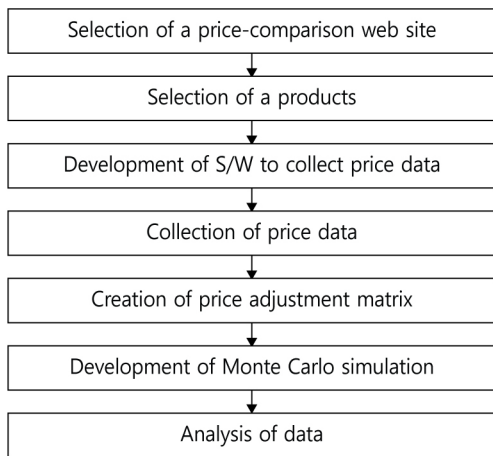 Selection of a price-comparison web site
Selection of a products
Development of S/W to collect price data
Collection of price data
Creation of price adjustment matrix
Development of Monte Carlo simulation
Analysis of data